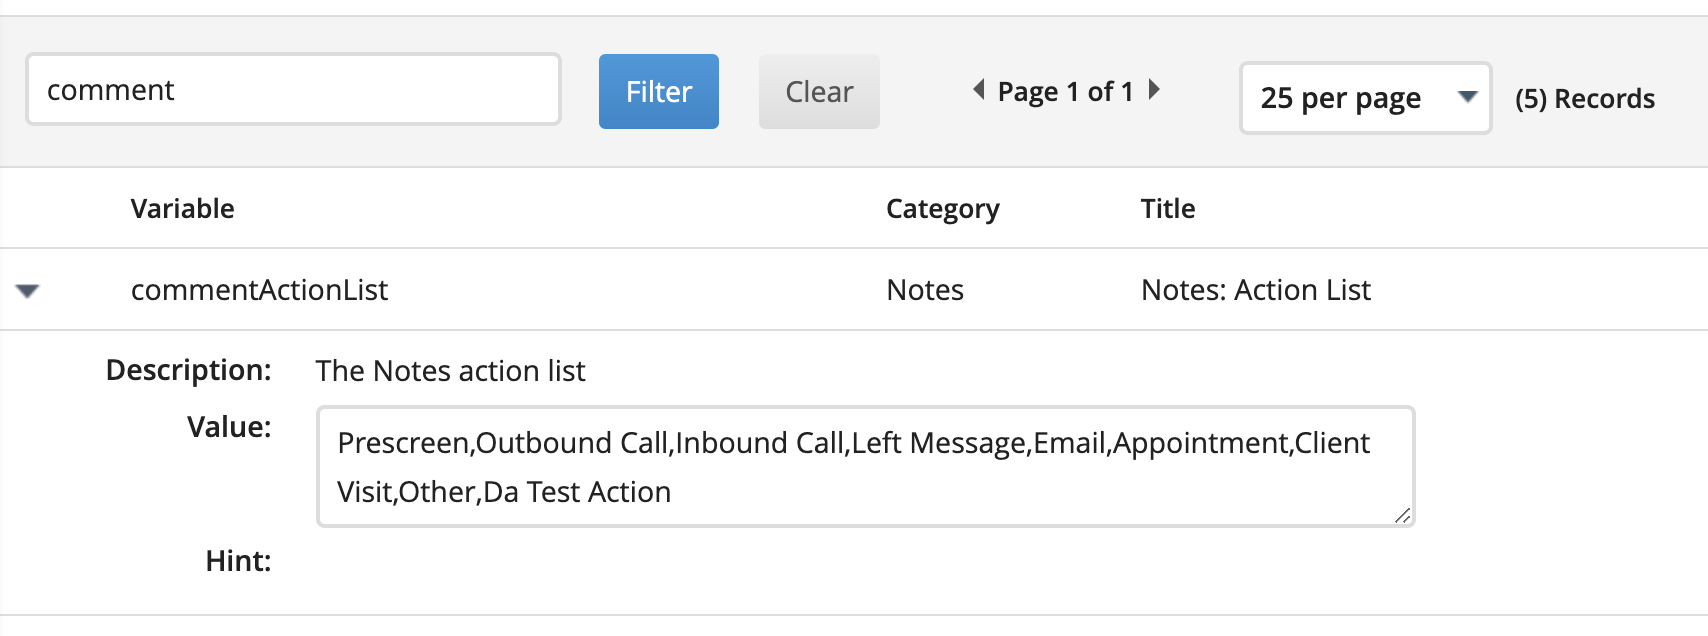 comment
Filter
Clear
Page 1 of 1
25 per page
(5) Records
Variable
Category
Title
commentActionList
Notes
Notes: Action List
Description:
The Notes action list
Value:
Prescreen,Outbound Call,Inbound Call,Left Message,Email,Appointment,Client
Visit,Other,Da Test Action
Hint: